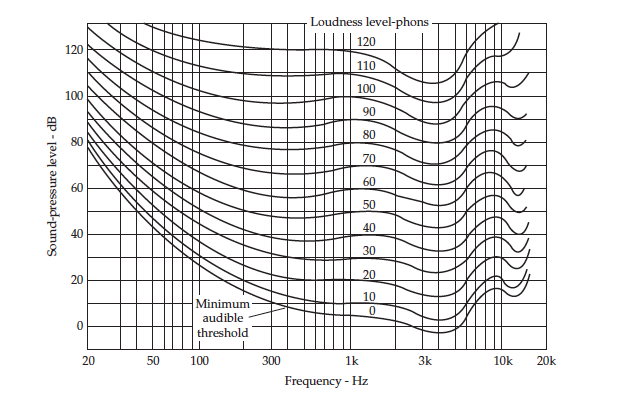 Loudness level-phons
120
110
100
90
80
70
60
50
40
30
20
10
0
Minimum
audible
threshold
120
100
80
60
40
20
0
Sound-pressure level - dB
20 50 100 300 1k 3k 10k 20k
Frequency - Hz